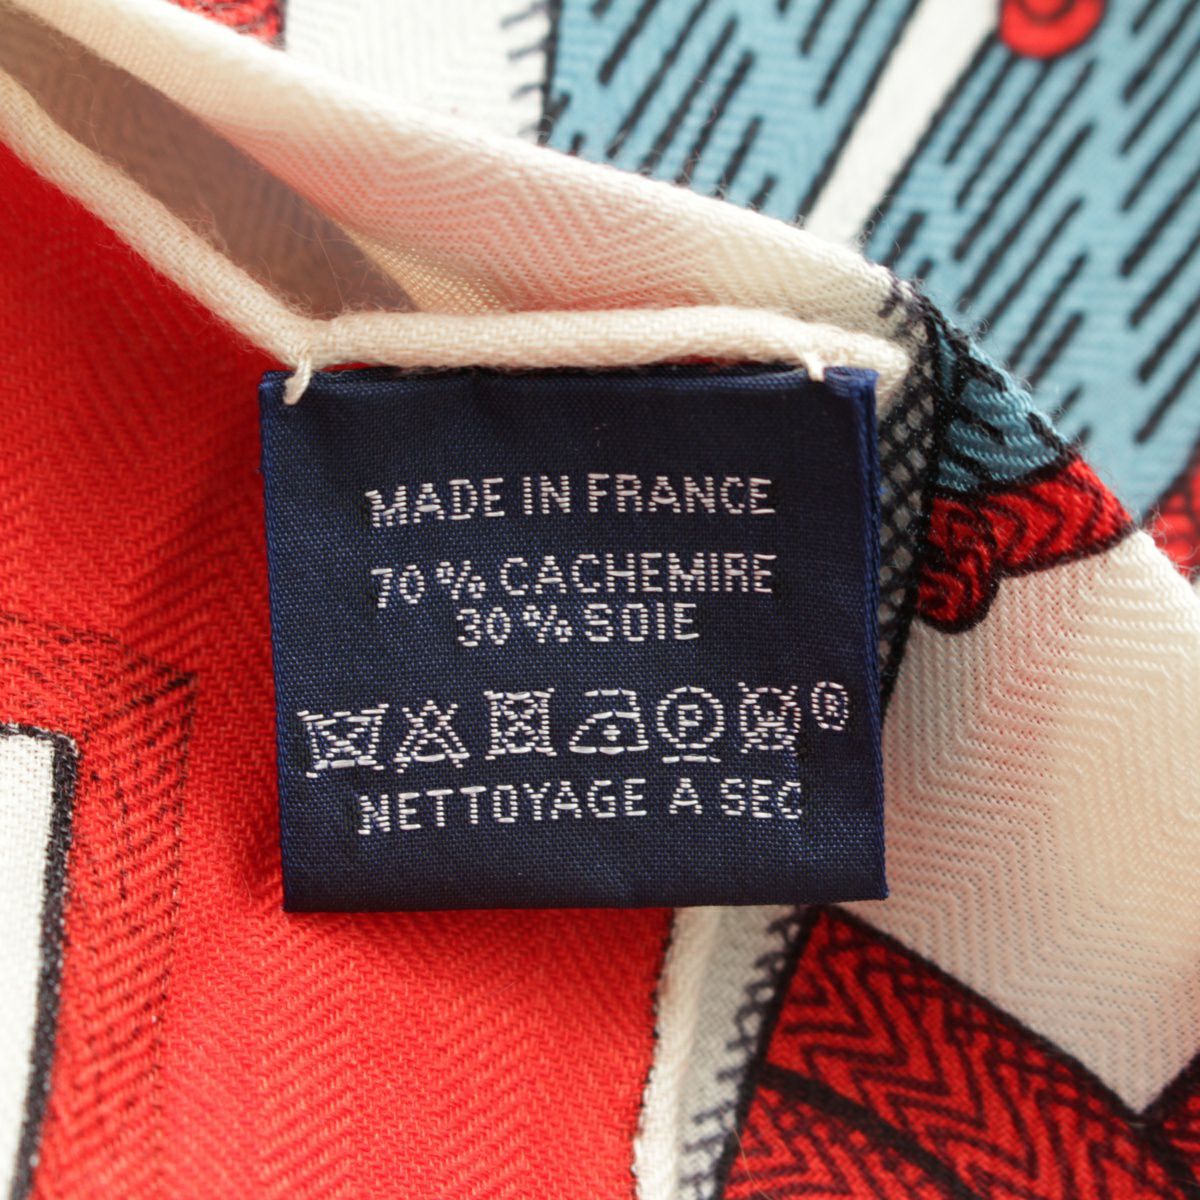 MADE IN FRANCE
70 % CACHEMIRE
30 % SOIE
P ®
NETTOYAGE A SEC